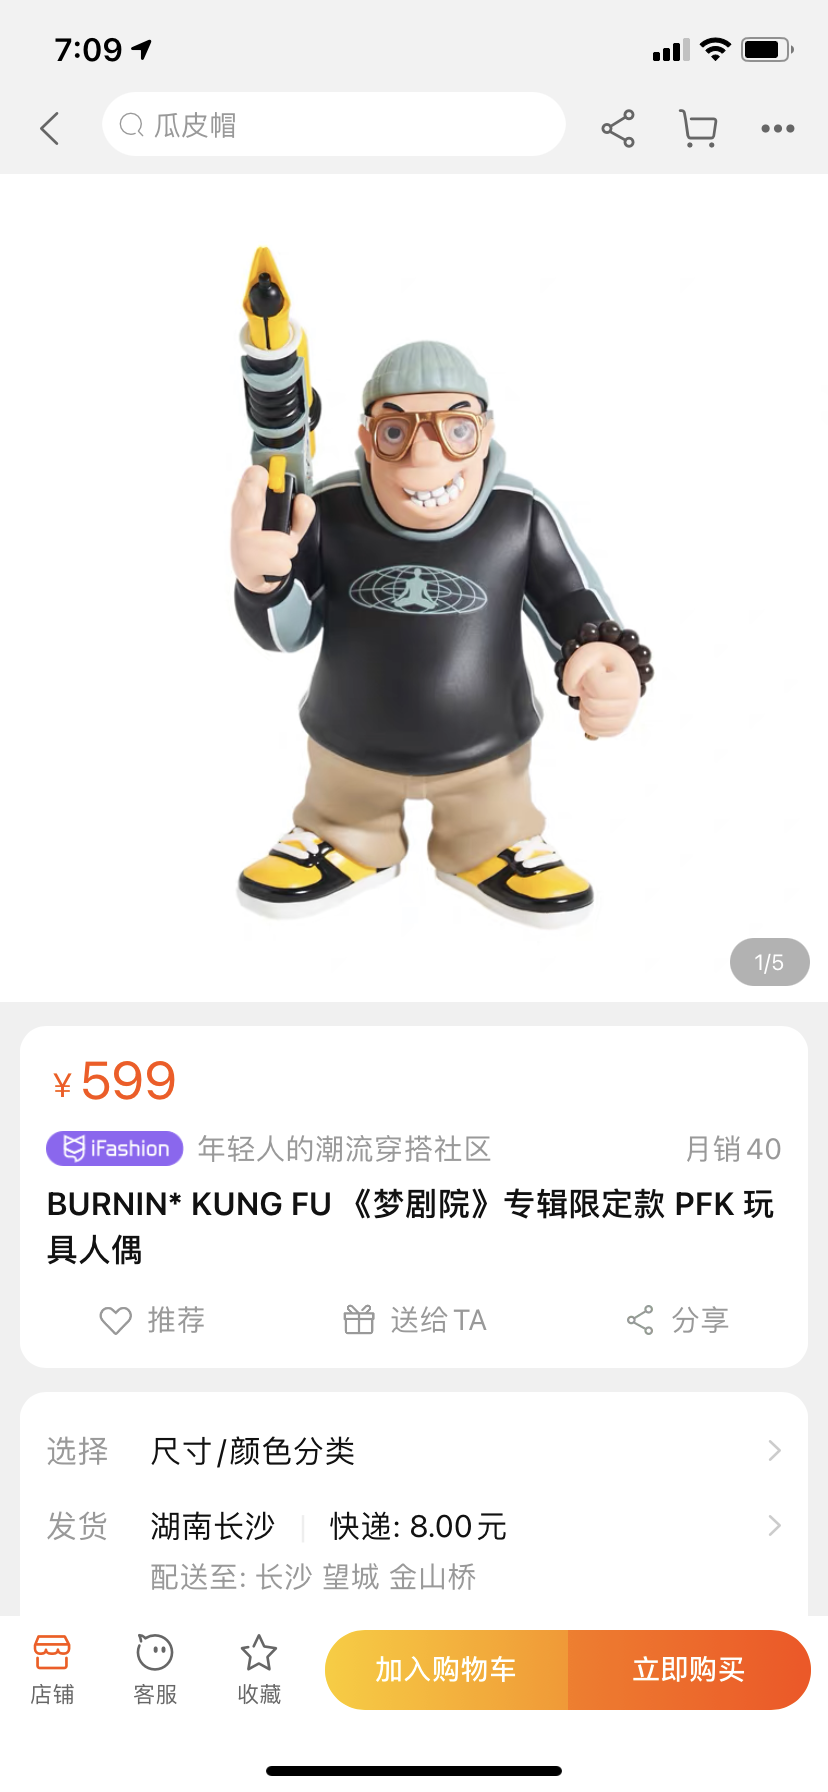 7:09
瓜皮帽
1/5
¥599
iFashion 年轻人的潮流穿搭社区 月销40
BURNIN* KUNG FU 《梦剧院》专辑限定款 PFK 玩
具人偶
推荐 送给TA 分享
选择 尺寸/颜色分类
发货 湖南长沙 快递: 8.00元
配送至: 长沙 望城 金山桥
店铺 客服 收藏 加入购物车 立即购买